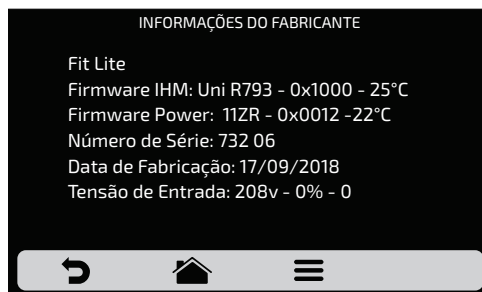 INFORMAÇÕES DO FABRICANTE
Fit Lite
Firmware IHM: Uni R793 - 0x1000 - 25°C
Firmware Power: 11ZR - 0x0012 -22°C
Número de Série: 732 06
Data de Fabricação: 17/09/2018
Tensão de Entrada: 208v - 0% - 0